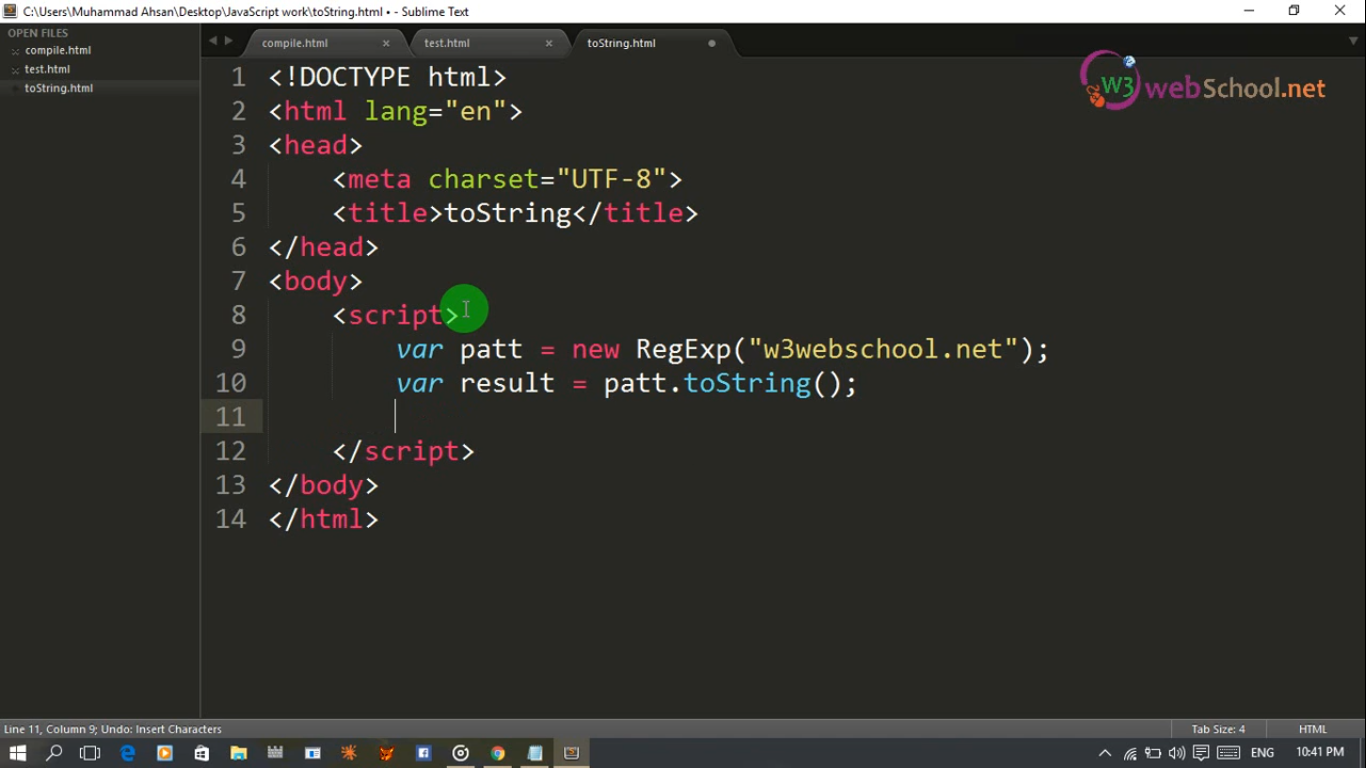 C:\Users\Muhammad Ahsan\Desktop\JavaScript work\toString.html • - Sublime Text
OPEN FILES
compile.html
test.html
toString.html
compile.html × test.html × toString.html
W3 webSchool.net
1 <!DOCTYPE html>
2 <html lang="en">
3 <head>
4 <meta charset="UTF-8">
5 <title>toString</title>
6 </head>
7 <body>
8 <script>
9 var patt = new RegExp("w3webschool.net");
10 var result = patt.toString();
11
12 </script>
13 </body>
14 </html>
Line 11, Column 9; Undo: Insert Characters Tab Size: 4 HTML
ENG 10:41 PM